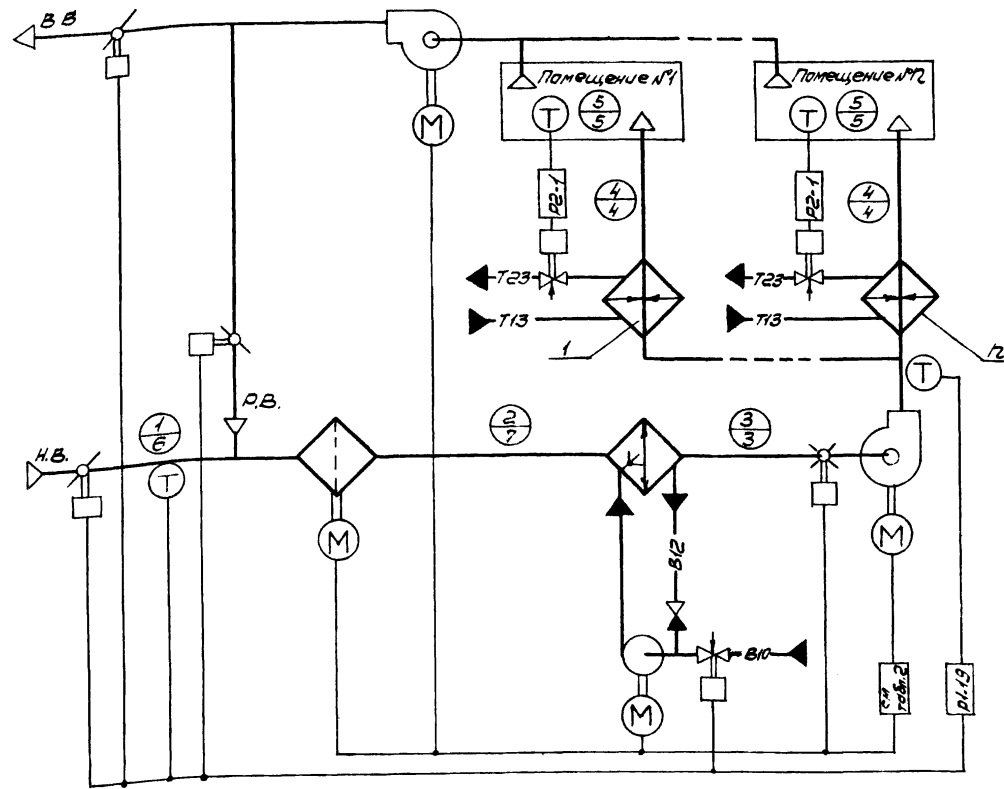 В В
Помещение №1
Помещение №n
Т
5
5
Т
5
5
М
Р2-1
4
4
Р2-1
4
4
Т23
Т23
Т13
Т13
1
n
Т
Р.В.
1
6
2
7
3
3
Н.В.
Т
К
М
М
В12
В10
см
табл.2
Р1-19
М